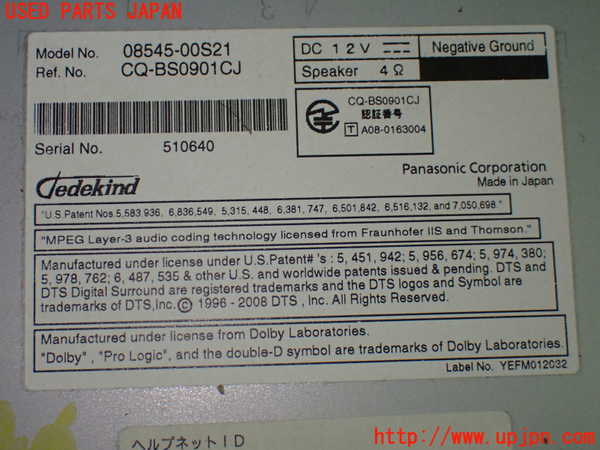 USED PARTS JAPAN
Model No. 08545-00S21
Ref. No. CQ-BS0901CJ
DC 12V Negative Ground
Speaker 4Ω
CQ-BS0901CJ
認証番号
T A08-0163004
Serial No. 510640
Gedekind
Panasonic Corporation
Made in Japan
"U.S.Patent Nos 5,583,936, 6,836,549, 5,315, 448, 6,381,747, 6,501,842, 6,516,132, and 7,050,698."
"MPEG Layer-3 audio coding technology licensed from Fraunhofer IIS and Thomson."
Manufactured under license under U.S.Patent# 's : 5, 451, 942; 5, 956, 674; 5, 974, 380;
5, 978, 762; 6, 487, 535 & other U.S. and worldwide patents issued & pending. DTS and
DTS Digital Surround are registered trademarks and the DTS logos and Symbol are
trademarks of DTS,Inc.© 1996 - 2008 DTS , Inc. All Rights Reserved.
Manufactured under license from Dolby Laboratories.
"Dolby" , "Pro Logic", and the double-D symbol are trademarks of Dolby Laboratories.
Label No. YEFM012032
ヘルプネットID
http://www.upjpn.com/